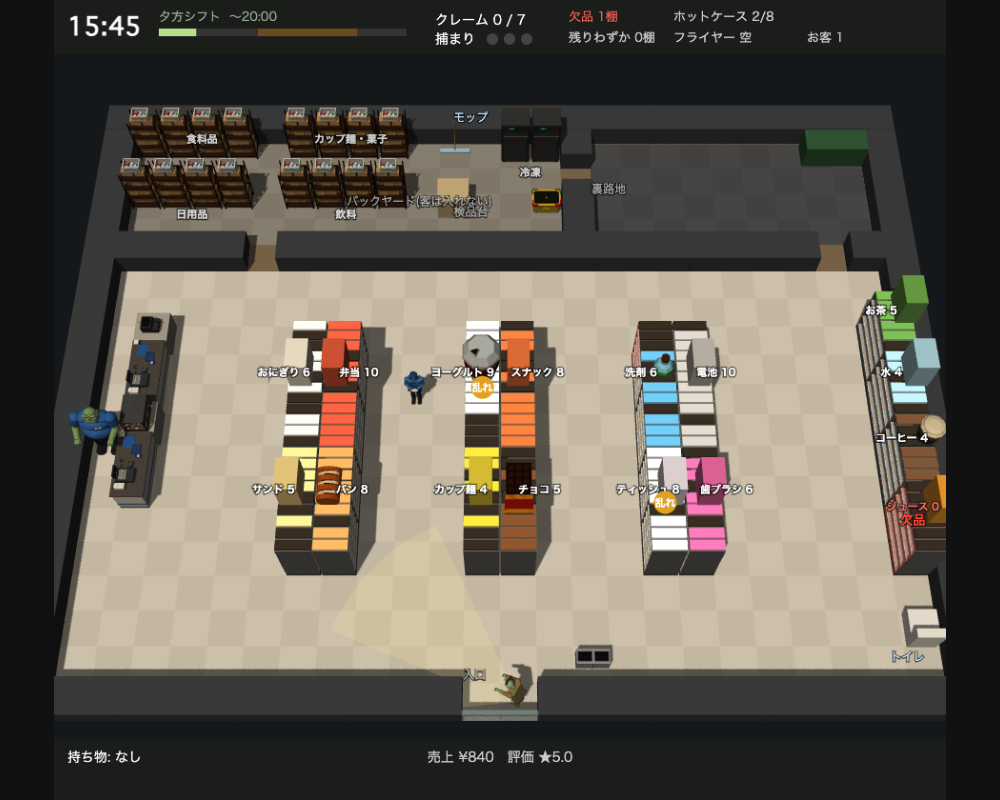 15:45
夕方シフト 〜20:00
クレーム 0 / 7
捕まり
欠品 1棚
残りわずか 0棚
ホットケース 2/8
フライヤー 空
お客 1
食料品
カップ麺・菓子
モップ
冷凍
裏路地
バックヤード(客は入れない)
検品台
日用品
飲料
お茶 5
おにぎり 6
弁当 10
ヨーグルト 9
スナック 8
洗剤 6
電池 10
水 4
乱れ
コーヒー 4
サンド 5
パン 8
カップ麺 4
チョコ 5
ティッシュ 8
歯ブラシ 6
乱れ
ジュース 0
欠品
トイレ
入口
持ち物: なし
売上 ¥840 評価 ★5.0